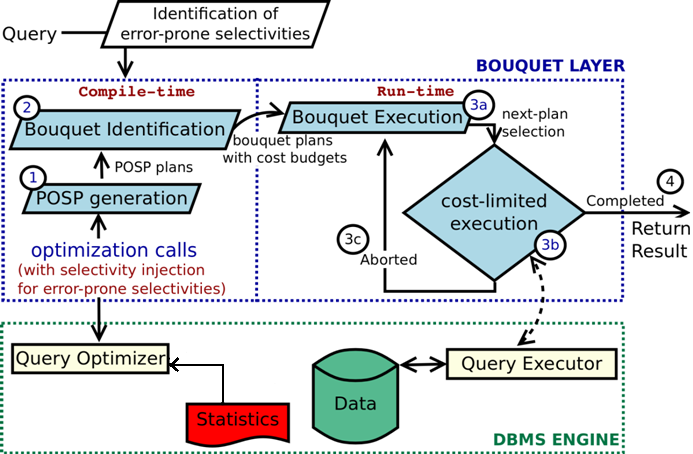 Identification of
error-prone selectivities
Query
BOUQUET LAYER
Compile-time
Run-time
2
Bouquet Identification
Bouquet Execution
3a
next-plan
selection
bouquet plans
with cost budgets
POSP plans
1
POSP generation
cost-limited
execution
3b
Completed
4
Return
Result
3c
Aborted
optimization calls
(with selectivity injection
for error-prone selectivities)
Query Optimizer
Statistics
Data
Query Executor
DBMS ENGINE